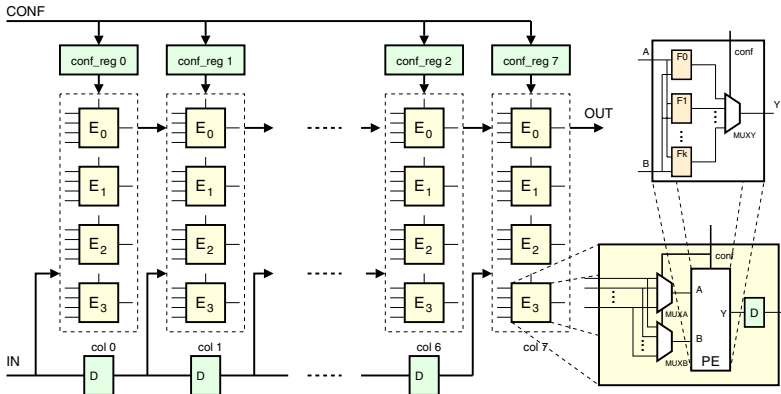 CONF
conf_reg 0
conf_reg 1
conf_reg 2
conf_reg 7
E0
E0
E0
E0
OUT
E1
E1
E1
E1
E2
E2
E2
E2
E3
E3
E3
E3
IN
col 0
col 1
col 6
col 7
D
D
D
conf
A
F0
F1
Y
MUXY
B
Fk
conf
A
MUXA
Y
D
B
MUXB
PE